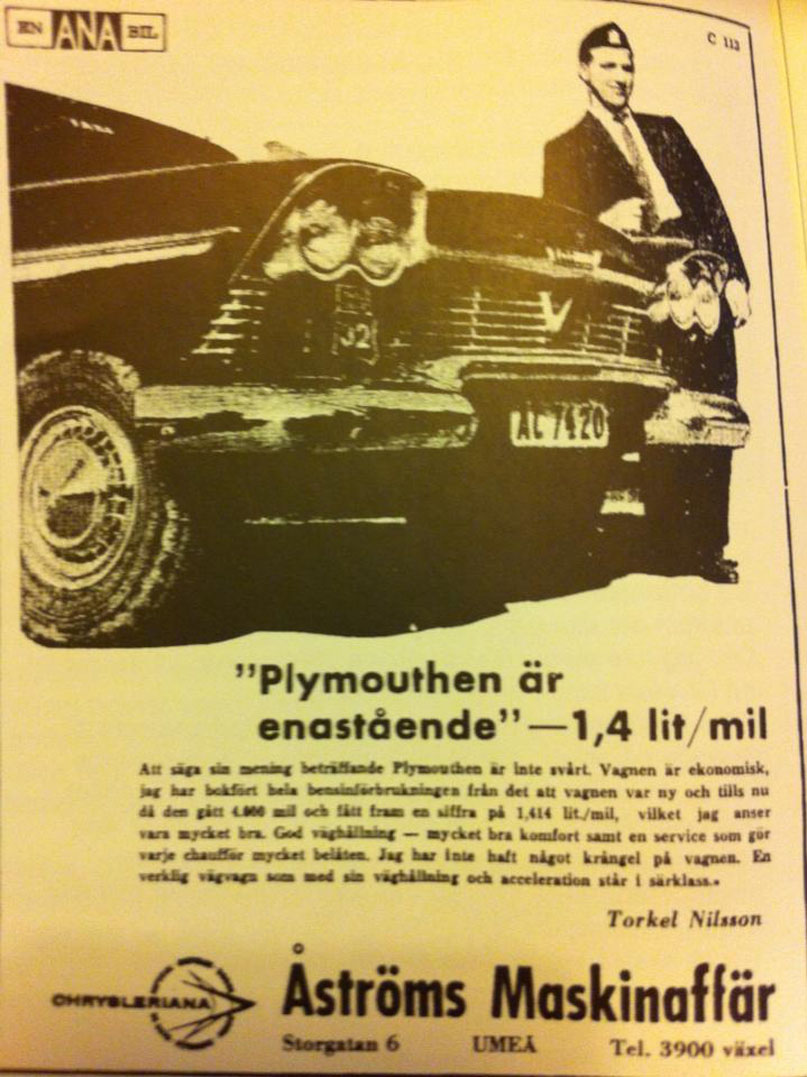 EN ANA BIL
C 113
TAXI
32
AC 7420
"Plymouthen är
enastående"—1,4 lit/mil
Att säga sin mening beträffande Plymouthen är inte svårt. Vagnen är ekonomisk,
jag har bokfört hela bensinförbrukningen från det att vagnen var ny och tills nu
då den gått 4.000 mil och fått fram en siffra på 1,414 lit./mil, vilket jag anser
vara mycket bra. God väghållning — mycket bra komfort samt en service som gör
varje chaufför mycket belåten. Jag har inte haft något krångel på vagnen. En
verklig vägvagn som med sin väghållning och acceleration står i särklass.»
Torkel Nilsson
CHRYSLERIANA
Åströms Maskinaffär
Storgatan 6 UMEÅ Tel. 3900 växel